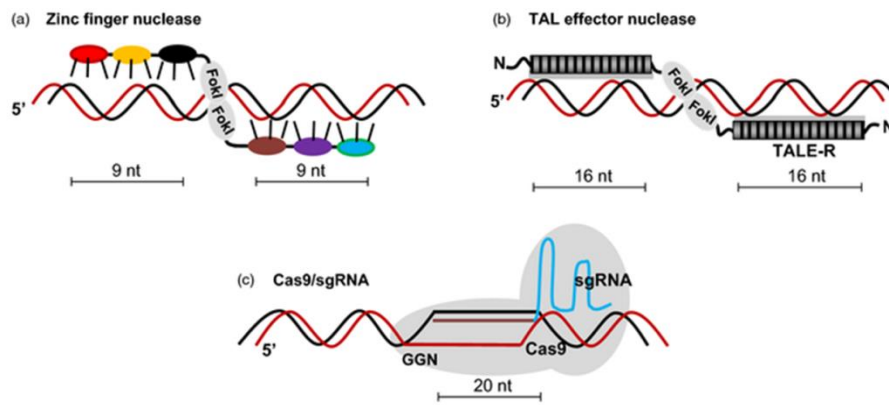 (a) Zinc finger nuclease
FokI
FokI
5’
9 nt
9 nt
(b) TAL effector nuclease
N
FokI
FokI
5’
N
TALE-R
16 nt
16 nt
(c) Cas9/sgRNA
sgRNA
5’
GGN
Cas9
20 nt